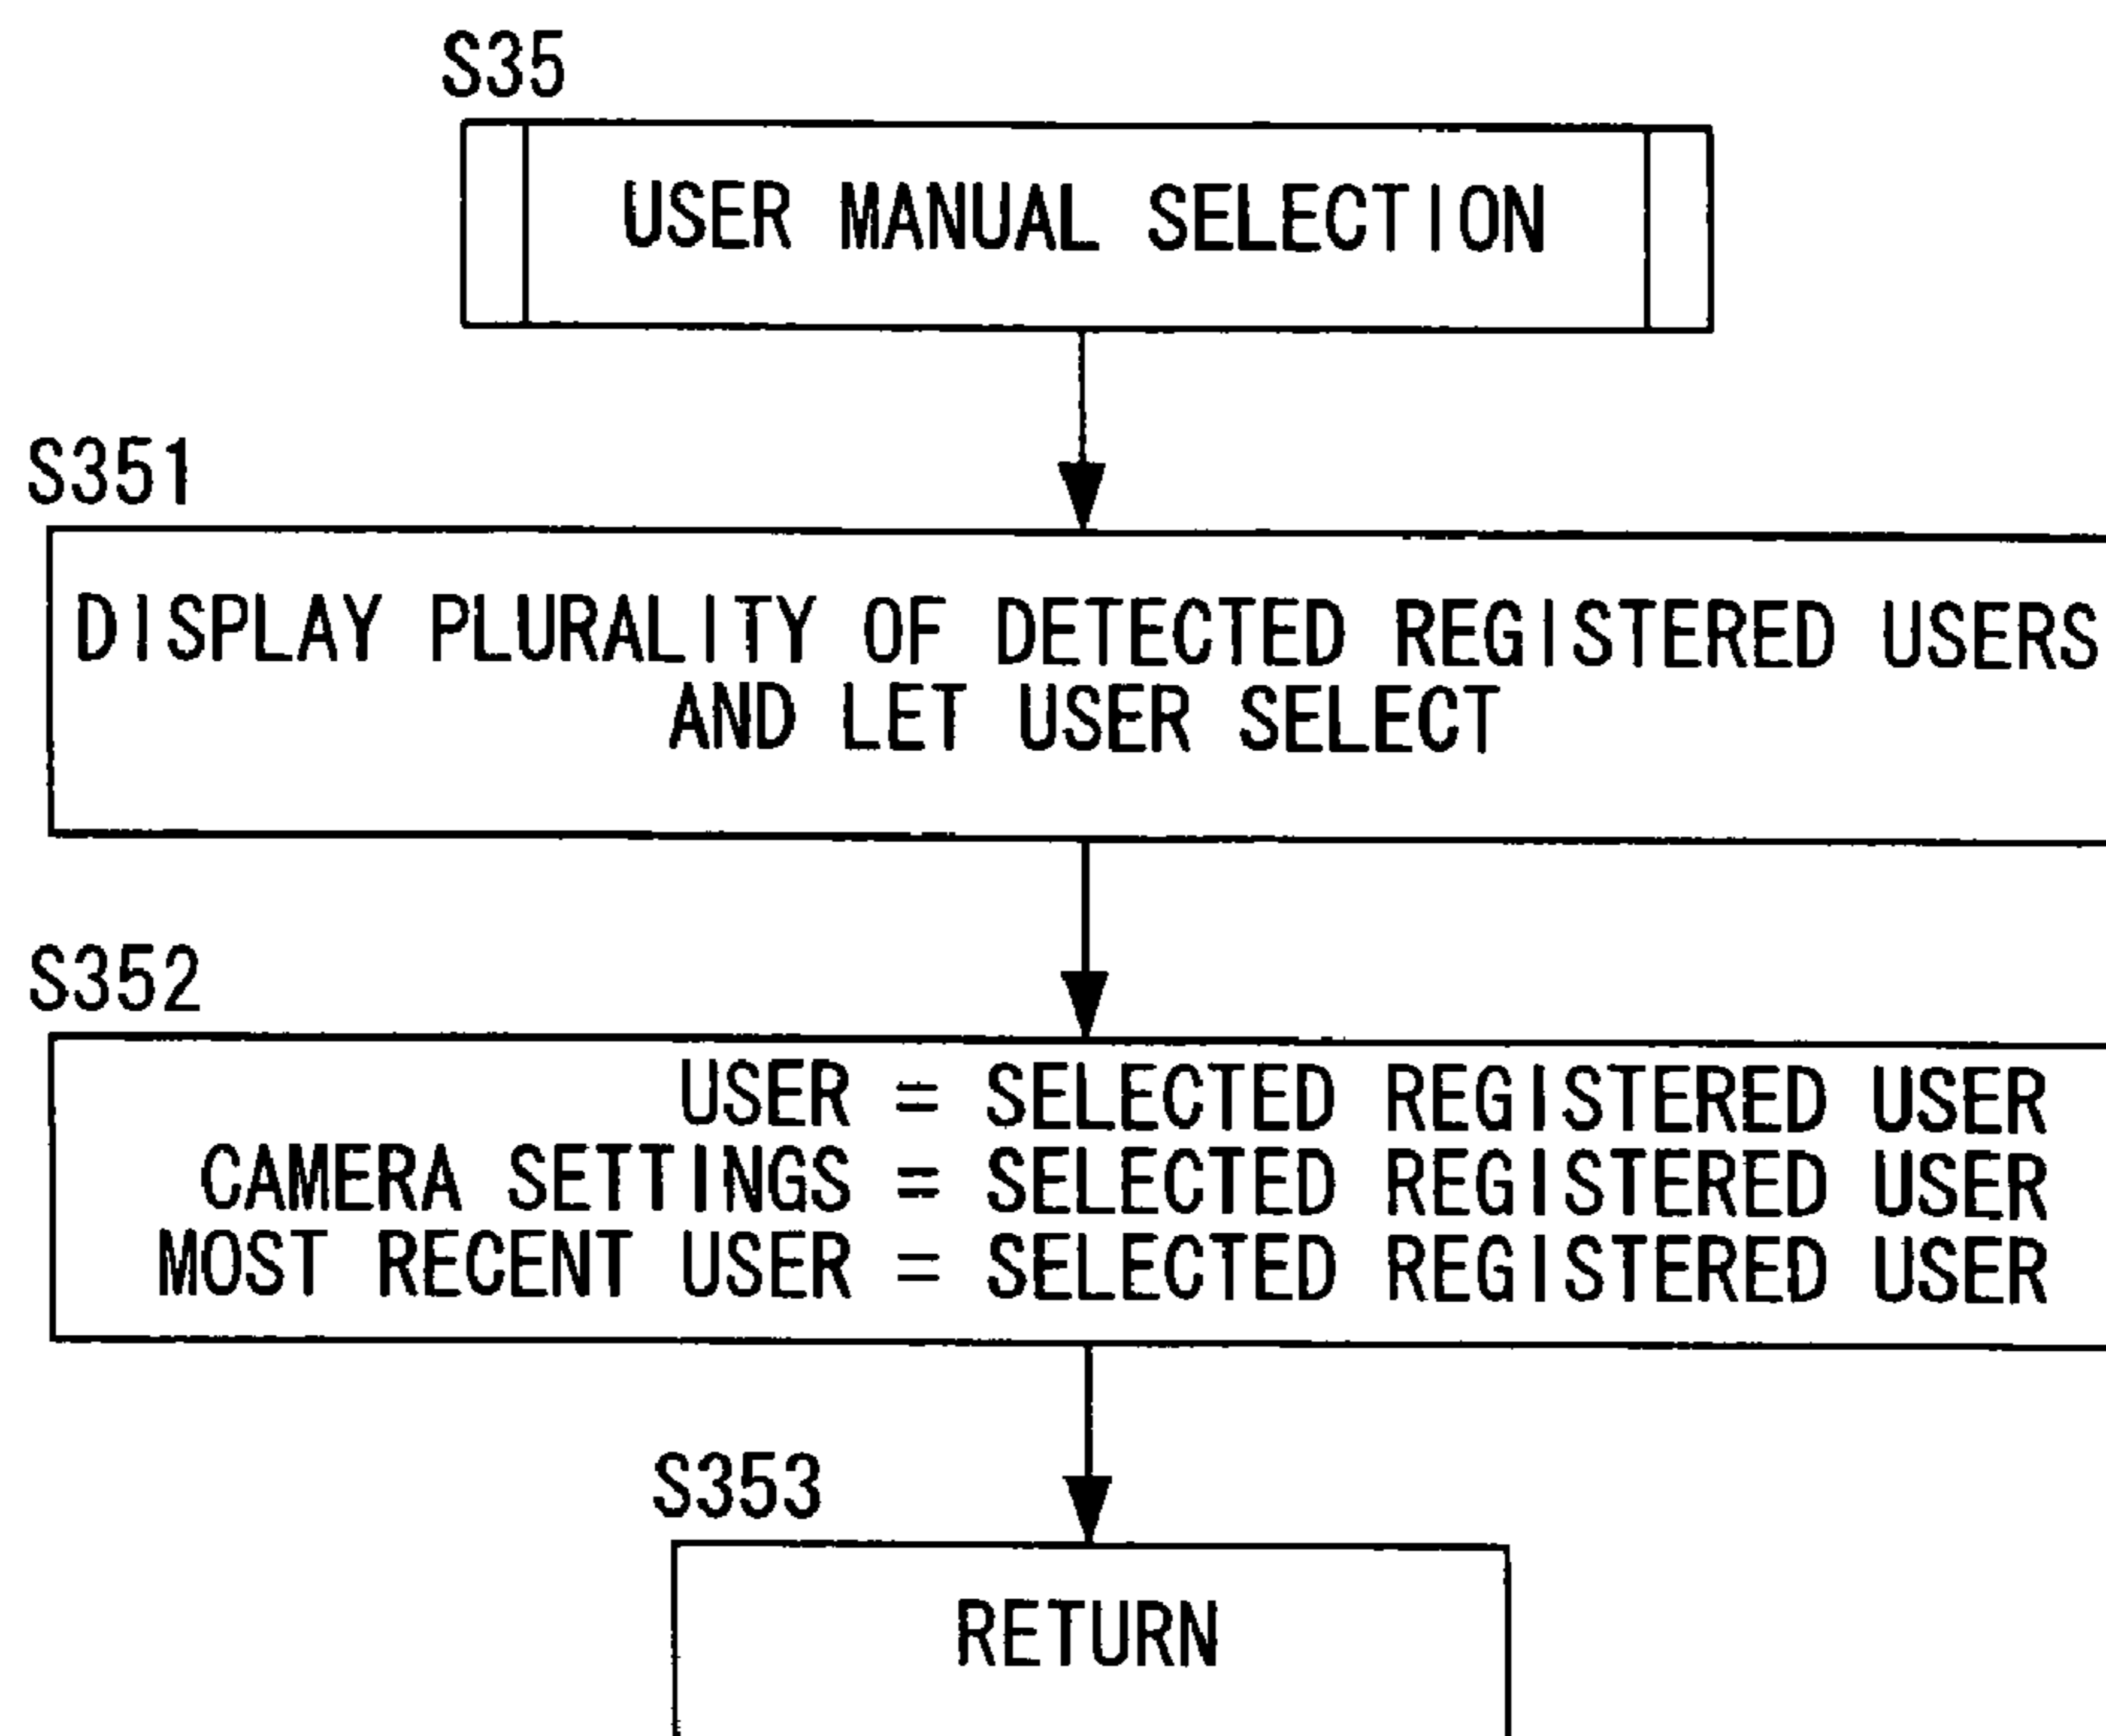 S35
USER MANUAL SELECTION
S351
DISPLAY PLURALITY OF DETECTED REGISTERED USERS
AND LET USER SELECT
S352
USER = SELECTED REGISTERED USER
CAMERA SETTINGS = SELECTED REGISTERED USER
MOST RECENT USER = SELECTED REGISTERED USER
S353
RETURN